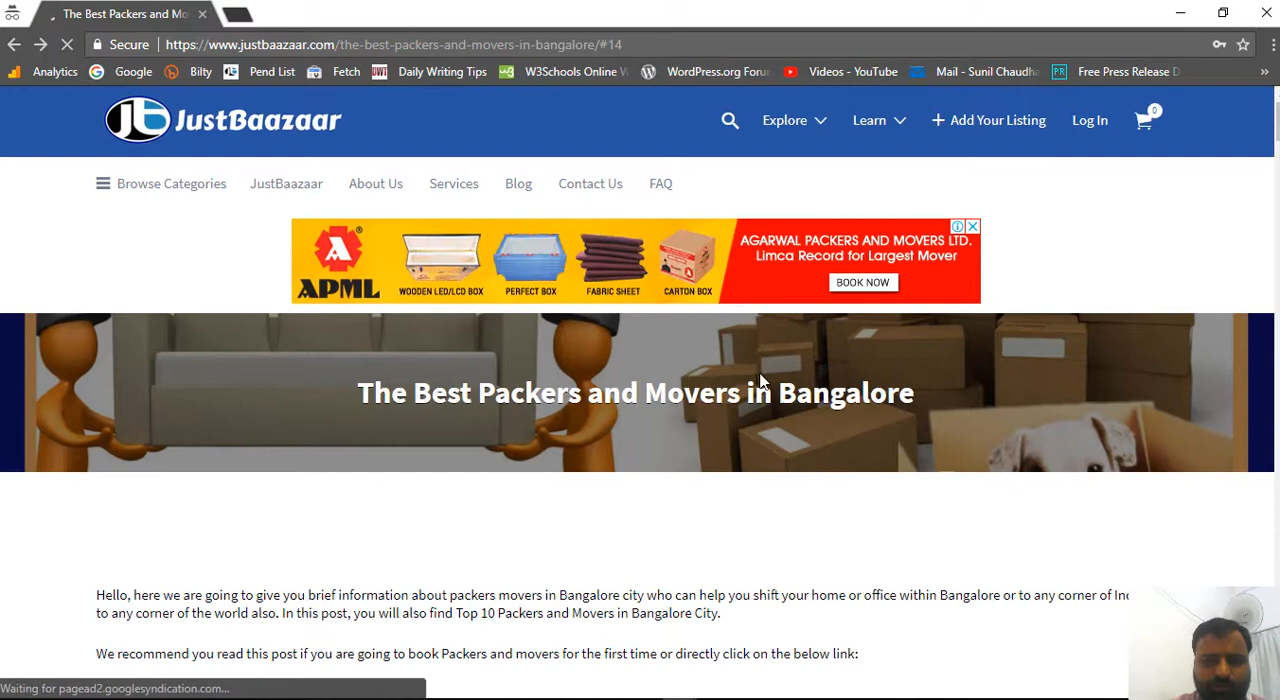 The Best Packers and Mo
Secure
https://www.justbaazaar.com/the-best-packers-and-movers-in-bangalore/#14
Analytics
Google
Bilty
Pend List
Fetch
DWT
Daily Writing Tips
W3Schools Online W
WordPress.org Foru
Videos - YouTube
Mail - Sunil Chaudha
PR
Free Press Release D
»
jb JustBaazaar
Explore
Learn
+ Add Your Listing
Log In
0
Browse Categories
JustBaazaar
About Us
Services
Blog
Contact Us
FAQ
A
®
APML
WOODEN LED/LCD BOX
PERFECT BOX
FABRIC SHEET
CARTON BOX
AGARWAL PACKERS AND MOVERS LTD.
Limca Record for Largest Mover
BOOK NOW
The Best Packers and Movers in Bangalore
Hello, here we are going to give you brief information about packers movers in Bangalore city who can help you shift your home or office within Bangalore or to any corner of Inc
to any corner of the world also. In this post, you will also find Top 10 Packers and Movers in Bangalore City.
We recommend you read this post if you are going to book Packers and movers for the first time or directly click on the below link:
Waiting for pagead2.googlesyndication.com...